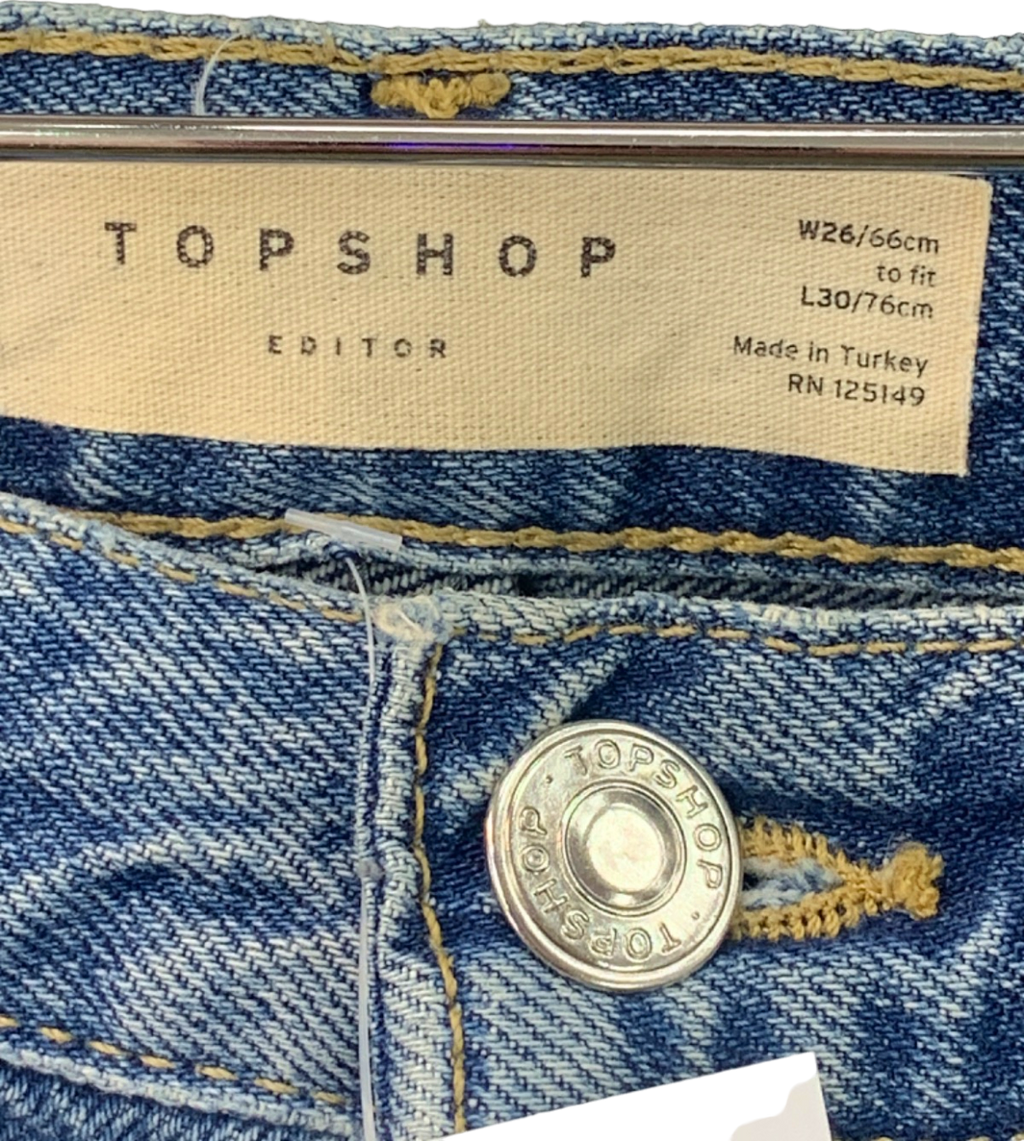 TOPSHOP
EDITOR
W26/66cm
to fit
L30/76cm
Made in Turkey
RN 125149
· TOPSHOP · TOPSHOP